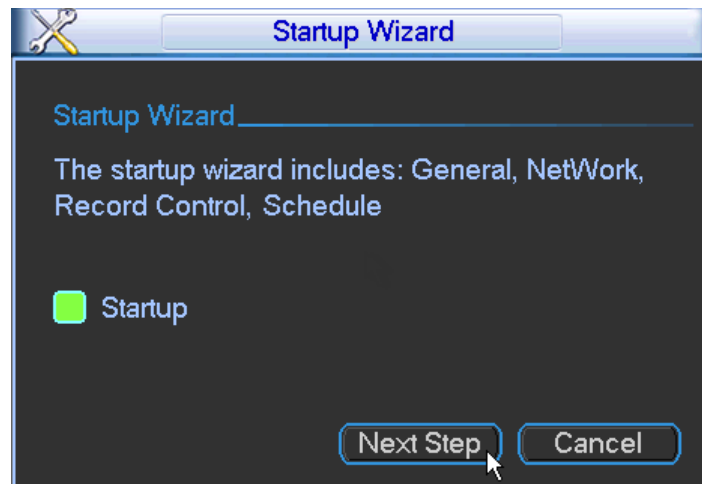 Startup Wizard
Startup Wizard
The startup wizard includes: General, NetWork,
Record Control, Schedule
Startup
Next Step Cancel